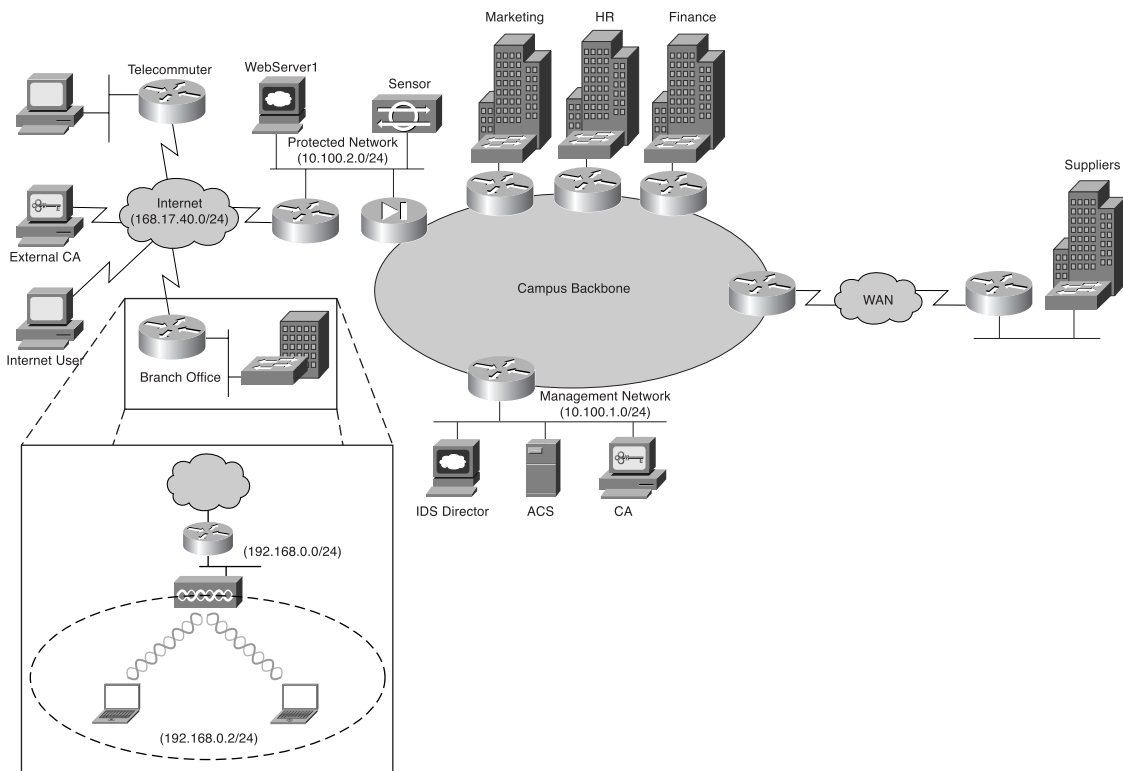 Marketing
HR
Finance
Telecommuter
WebServer1
Sensor
Protected Network
(10.100.2.0/24)
Suppliers
Internet
(168.17.40.0/24)
External CA
Campus Backbone
WAN
Internet User
Branch Office
Management Network
(10.100.1.0/24)
IDS Director
ACS
CA
(192.168.0.0/24)
(192.168.0.2/24)